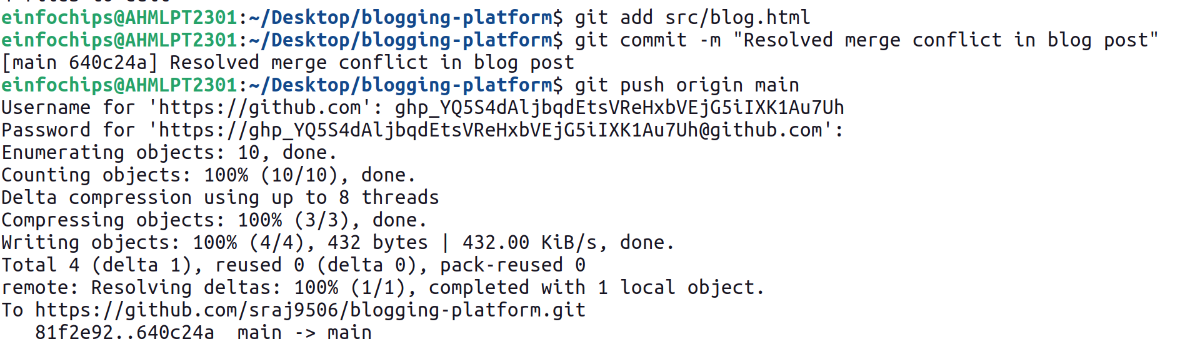 einfochips@AHMLPT2301:~/Desktop/blogging-platform$ git add src/blog.html
einfochips@AHMLPT2301:~/Desktop/blogging-platform$ git commit -m "Resolved merge conflict in blog post"
[main 640c24a] Resolved merge conflict in blog post
einfochips@AHMLPT2301:~/Desktop/blogging-platform$ git push origin main
Username for 'https://github.com': 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
Password for 'https://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@github.com':
Enumerating objects: 10, done.
Counting objects: 100% (10/10), done.
Delta compression using up to 8 threads
Compressing objects: 100% (3/3), done.
Writing objects: 100% (4/4), 432 bytes | 432.00 KiB/s, done.
Total 4 (delta 1), reused 0 (delta 0), pack-reused 0
remote: Resolving deltas: 100% (1/1), completed with 1 local object.
To https://github.com/sraj9506/blogging-platform.git
81f2e92..640c24a main -> main